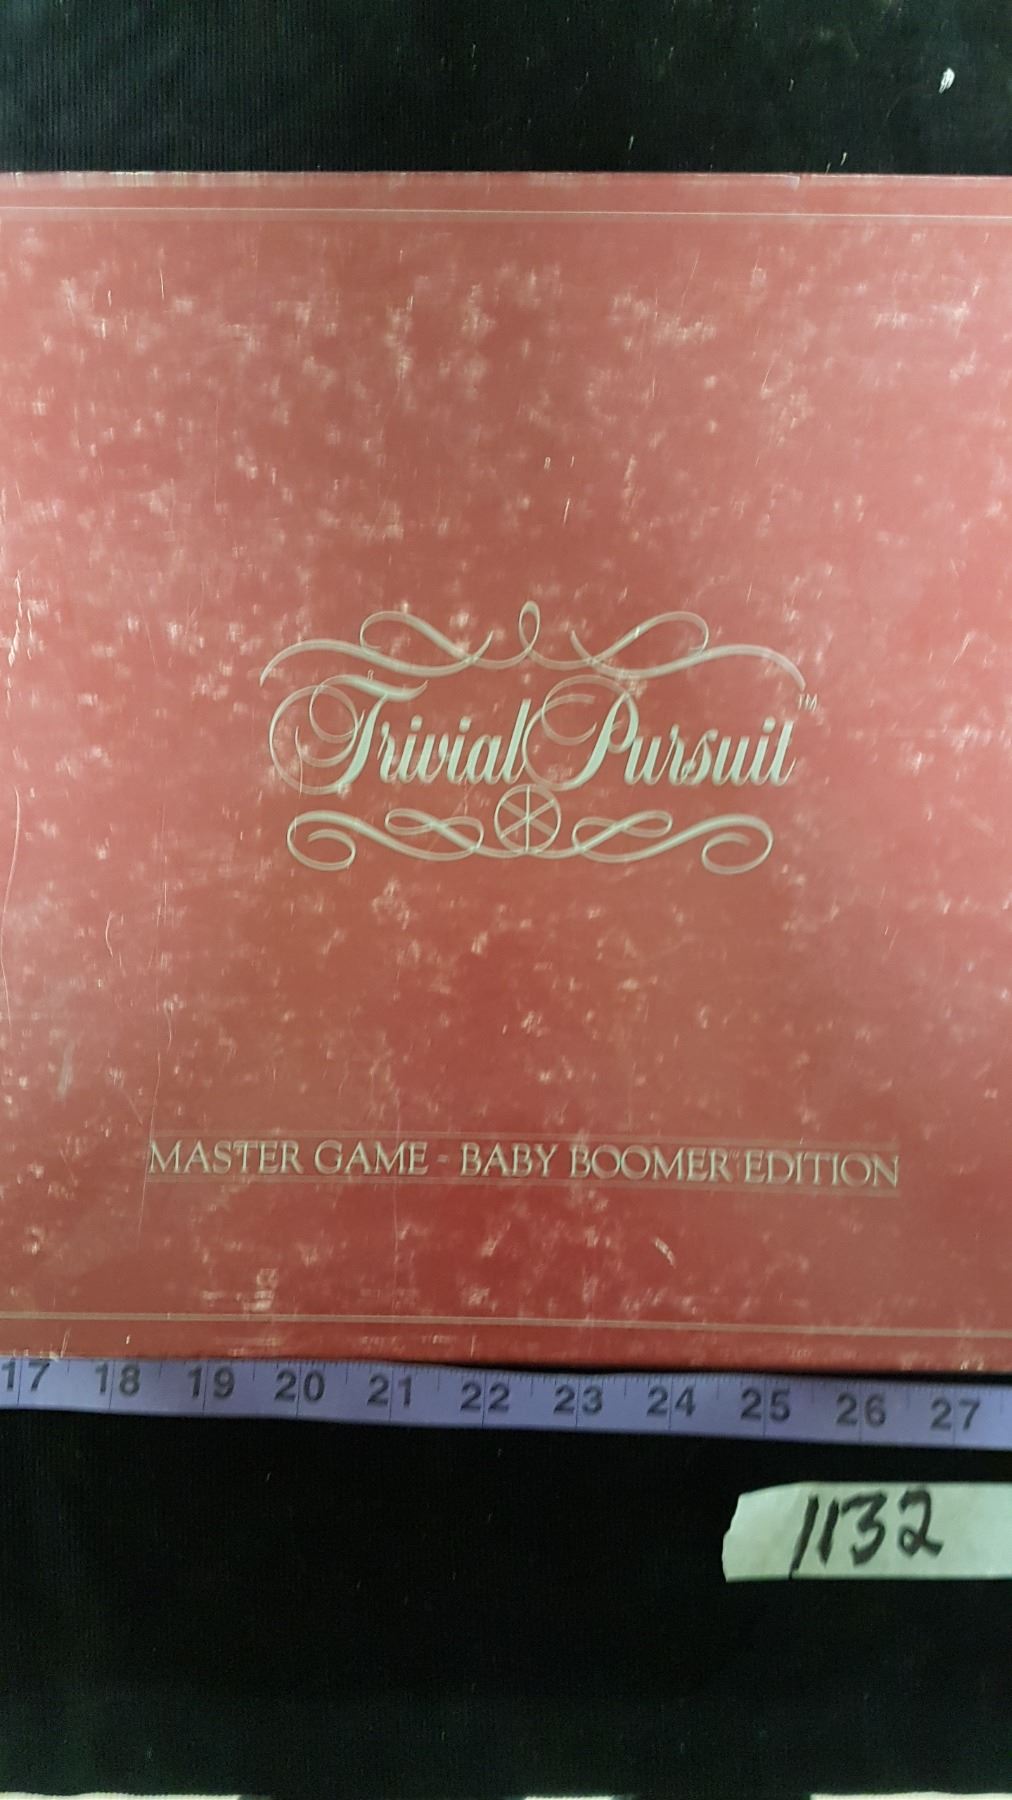 Trivial Pursuit™
MASTER GAME - BABY BOOMER™ EDITION
17 18 19 20 21 22 23 24 25 26 27
1132